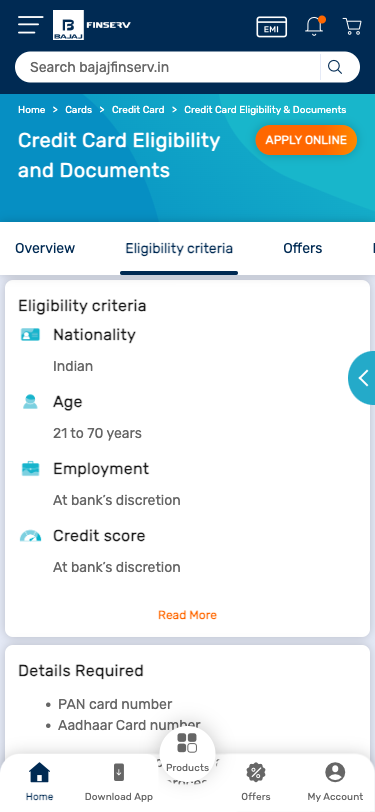 B
BAJAJ
FINSERV
EMI
Search bajajfinserv.in
Home > Cards > Credit Card > Credit Card Eligibility & Documents
Credit Card Eligibility
and Documents
APPLY ONLINE
Overview
Eligibility criteria
Offers
Eligibility criteria
Nationality
Indian
Age
21 to 70 years
Employment
At bank’s discretion
Credit score
At bank’s discretion
Read More
Details Required
• PAN card number
• Aadhaar Card number
Products
Home
Download App
Offers
My Account